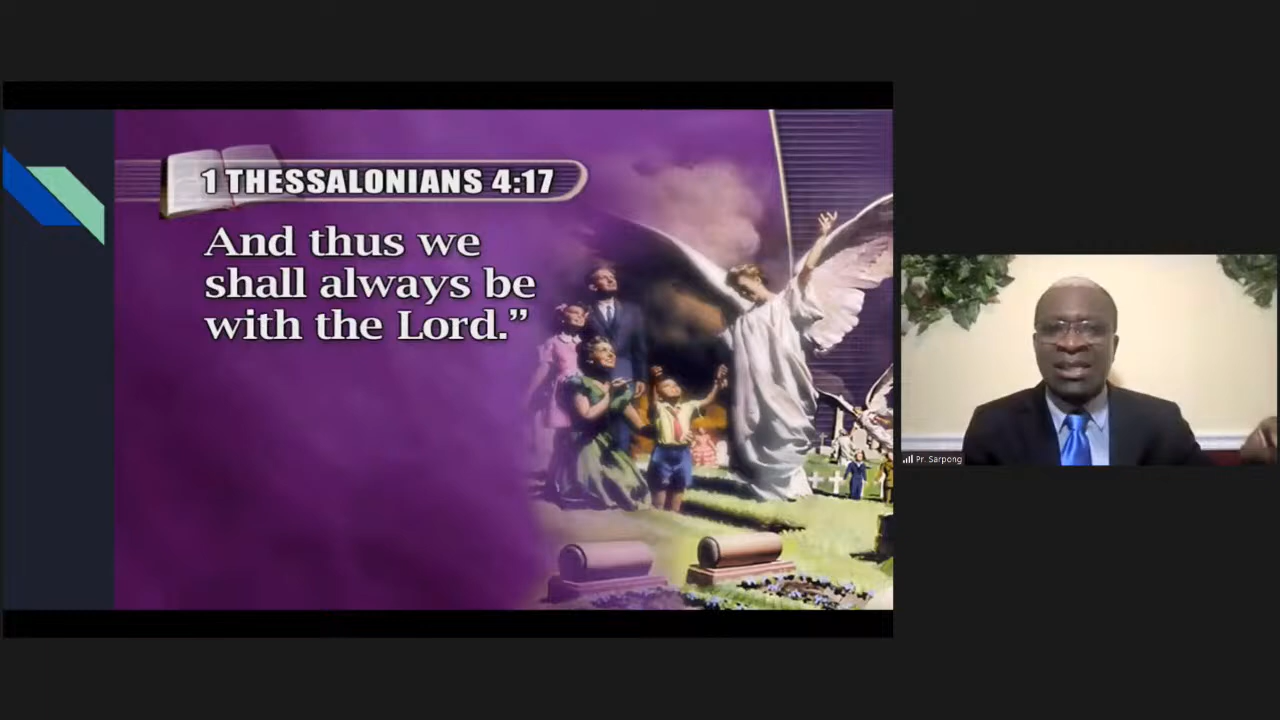 1 THESSALONIANS 4:17
And thus we
shall always be
with the Lord.”
Pr. Sarpong